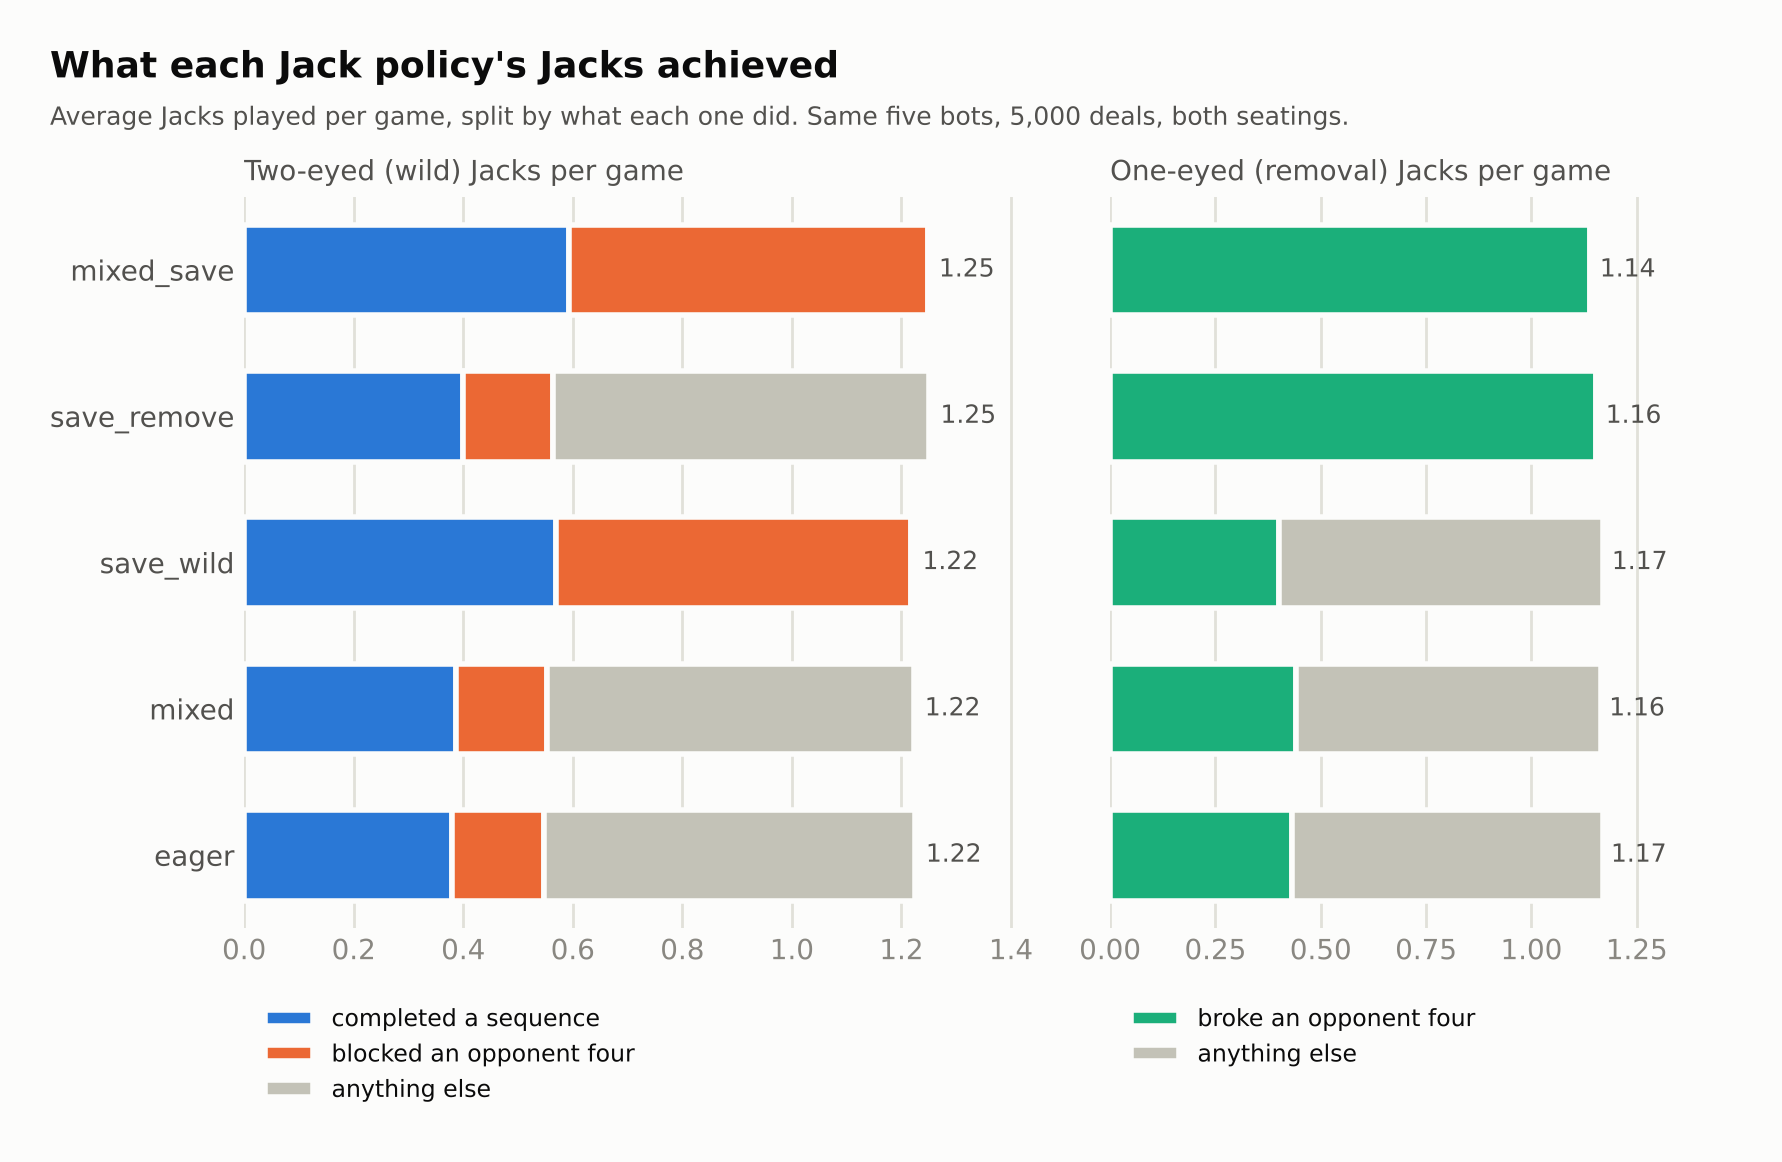 What each Jack policy's Jacks achieved
Average Jacks played per game, split by what each one did. Same five bots, 5,000 deals, both seatings.
Two-eyed (wild) Jacks per game
mixed_save
1.25
save_remove
1.25
save_wild
1.22
mixed
1.22
eager
1.22
0.0 0.2 0.4 0.6 0.8 1.0 1.2 1.4
completed a sequence
blocked an opponent four
anything else
One-eyed (removal) Jacks per game
1.14
1.16
1.17
1.16
1.17
0.00 0.25 0.50 0.75 1.00 1.25
broke an opponent four
anything else